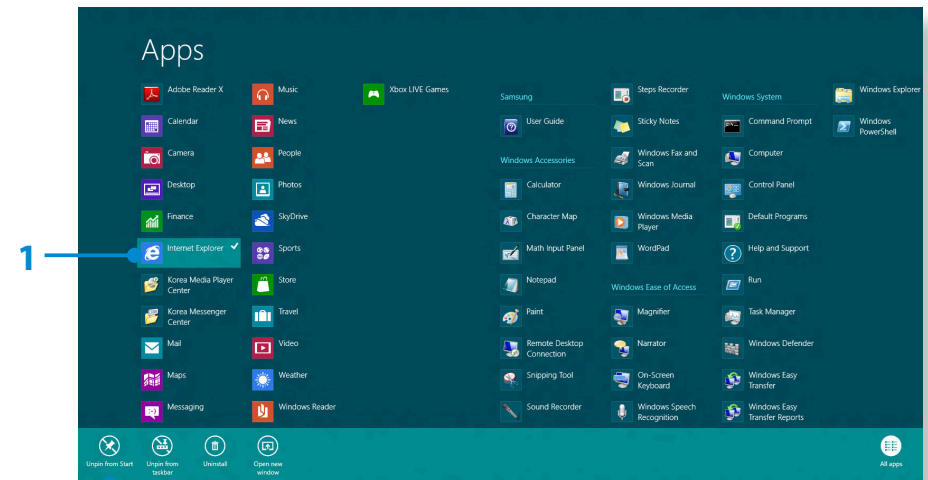 Apps
1
Adobe Reader X
Calendar
Camera
Desktop
Finance
Internet Explorer
Korea Media Player
Center
Korea Messenger
Center
Mail
Maps
Messaging
Music
News
People
Photos
SkyDrive
Sports
Store
Travel
Video
Weather
Windows Reader
Xbox LIVE Games
Samsung
User Guide
Windows Accessories
Calculator
Character Map
Math Input Panel
Notepad
Paint
Remote Desktop
Connection
Snipping Tool
Sound Recorder
Steps Recorder
Sticky Notes
Windows Fax and
Scan
Windows Journal
Windows Media
Player
WordPad
Windows Ease of Access
Magnifier
Narrator
On-Screen
Keyboard
Windows Speech
Recognition
Windows System
Command Prompt
Computer
Control Panel
Default Programs
Help and Support
Run
Task Manager
Windows Defender
Windows Easy
Transfer
Windows Easy
Transfer Reports
Windows Explorer
Windows
PowerShell
Unpin from Start
Unpin from
taskbar
Uninstall
Open new
window
All apps